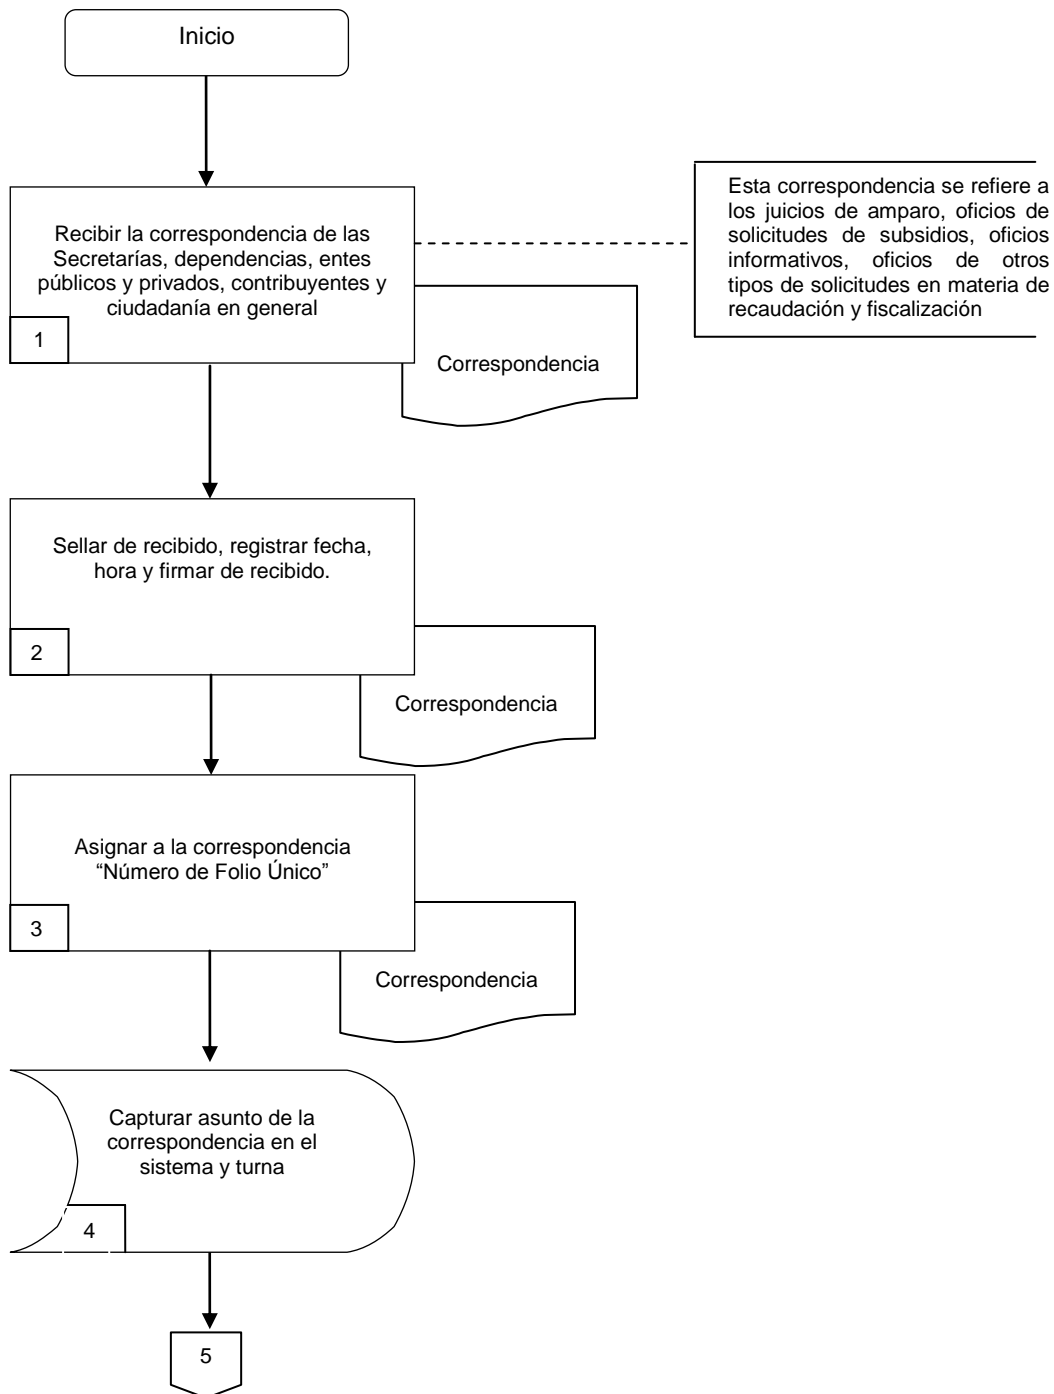 Inicio
Recibir la correspondencia de las
Secretarías, dependencias, entes
públicos y privados, contribuyentes y
ciudadanía en general
1
Esta correspondencia se refiere a
los juicios de amparo, oficios de
solicitudes de subsidios, oficios
informativos, oficios de otros
tipos de solicitudes en materia de
recaudación y fiscalización
Correspondencia
Sellar de recibido, registrar fecha,
hora y firmar de recibido.
2
Correspondencia
Asignar a la correspondencia
“Número de Folio Único”
3
Correspondencia
Capturar asunto de la
correspondencia en el
sistema y turna
4
5